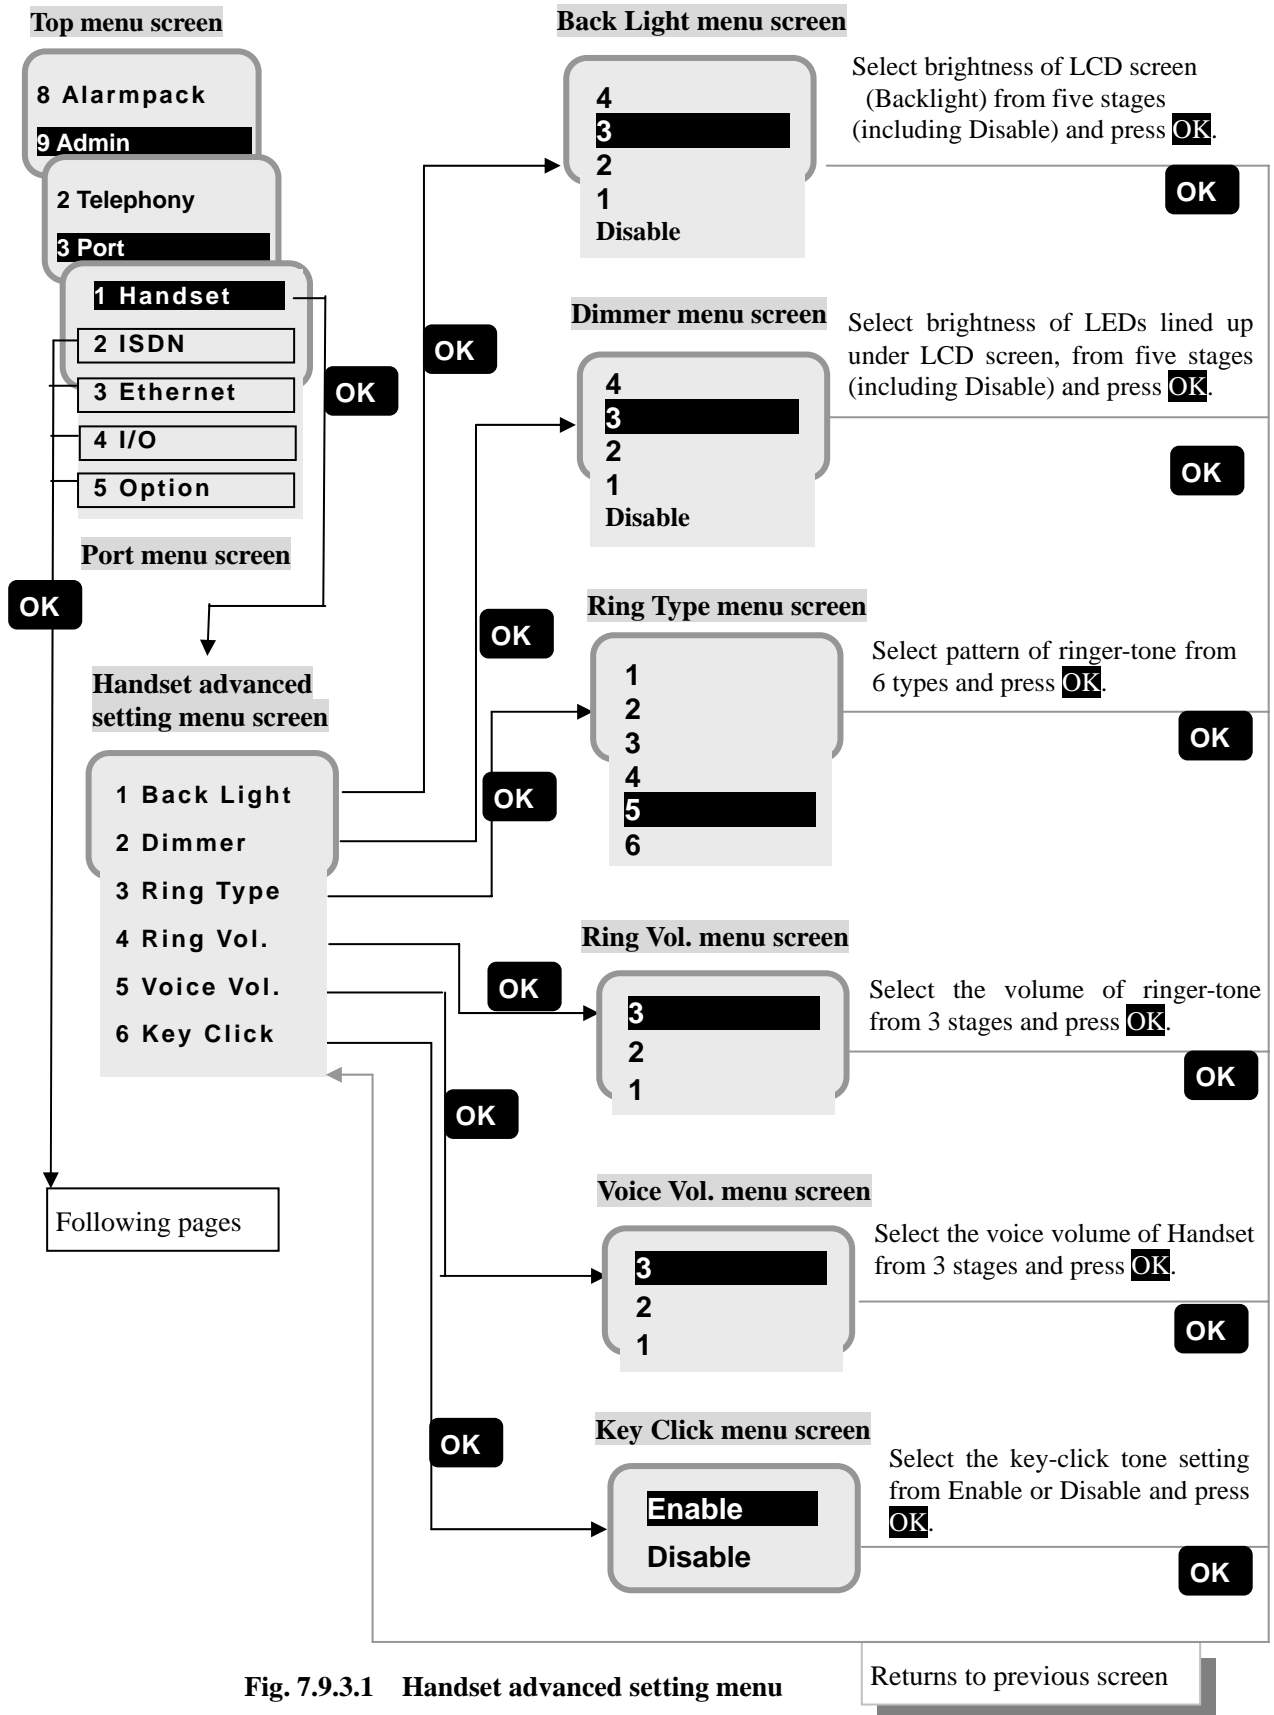 Top menu screen
8 Alarmpack
9 Admin
2 Telephony
3 Port
1 Handset
2 ISDN
3 Ethernet
4 I/O
5 Option
Port menu screen
OK
OK
Handset advanced
setting menu screen
1 Back Light
2 Dimmer
3 Ring Type
4 Ring Vol.
5 Voice Vol.
6 Key Click
Following pages
Back Light menu screen
4
3
2
1
Disable
Select brightness of LCD screen
(Backlight) from five stages
(including Disable) and press OK.
OK
OK
Dimmer menu screen
4
3
2
1
Disable
Select brightness of LEDs lined up
under LCD screen, from five stages
(including Disable) and press OK.
OK
OK
Ring Type menu screen
1
2
3
4
5
6
Select pattern of ringer-tone from
6 types and press OK.
OK
OK
Ring Vol. menu screen
OK
3
2
1
Select the volume of ringer-tone
from 3 stages and press OK.
OK
OK
Voice Vol. menu screen
3
2
1
Select the voice volume of Handset
from 3 stages and press OK.
OK
OK
Key Click menu screen
Enable
Disable
Select the key-click tone setting
from Enable or Disable and press
OK.
OK
Returns to previous screen
Fig. 7.9.3.1 Handset advanced setting menu